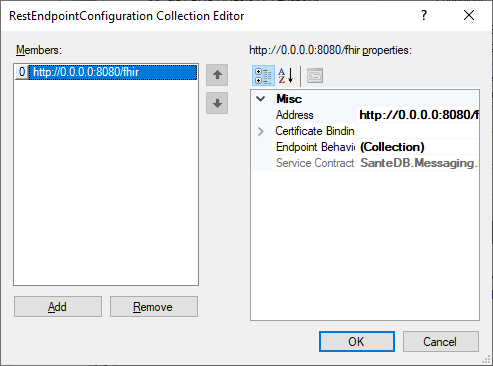 RestEndpointConfiguration Collection Editor
Members:
http://0.0.0.0:8080/fhir properties:
0 http://0.0.0.0:8080/fhir
Misc
Address http://0.0.0.0:8080/f
Certificate Bindin
Endpoint Behavio (Collection)
Service Contract SanteDB.Messaging.
Add Remove
OK Cancel